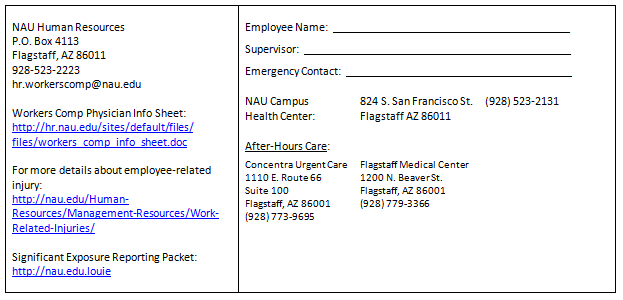 NAU Human Resources
P.O. Box 4113
Flagstaff, AZ 86011
928-523-2223
hr.workerscomp@nau.edu
Workers Comp Physician Info Sheet:
http://hr.nau.edu/sites/default/files/
files/workers_comp_info_sheet.doc
For more details about employee-related
injury:
http://nau.edu/Human-
Resources/Management-Resources/Work-
Related-Injuries/
Significant Exposure Reporting Packet:
http://nau.edu.louie
Employee Name:
Supervisor:
Emergency Contact:
NAU Campus 824 S. San Francisco St. (928) 523-2131
Health Center: Flagstaff AZ 86011
After-Hours Care:
Concentra Urgent Care Flagstaff Medical Center
1110 E. Route 66 1200 N. Beaver St.
Suite 100 Flagstaff, AZ 86001
Flagstaff, AZ 86001 (928) 779-3366
(928) 773-9695